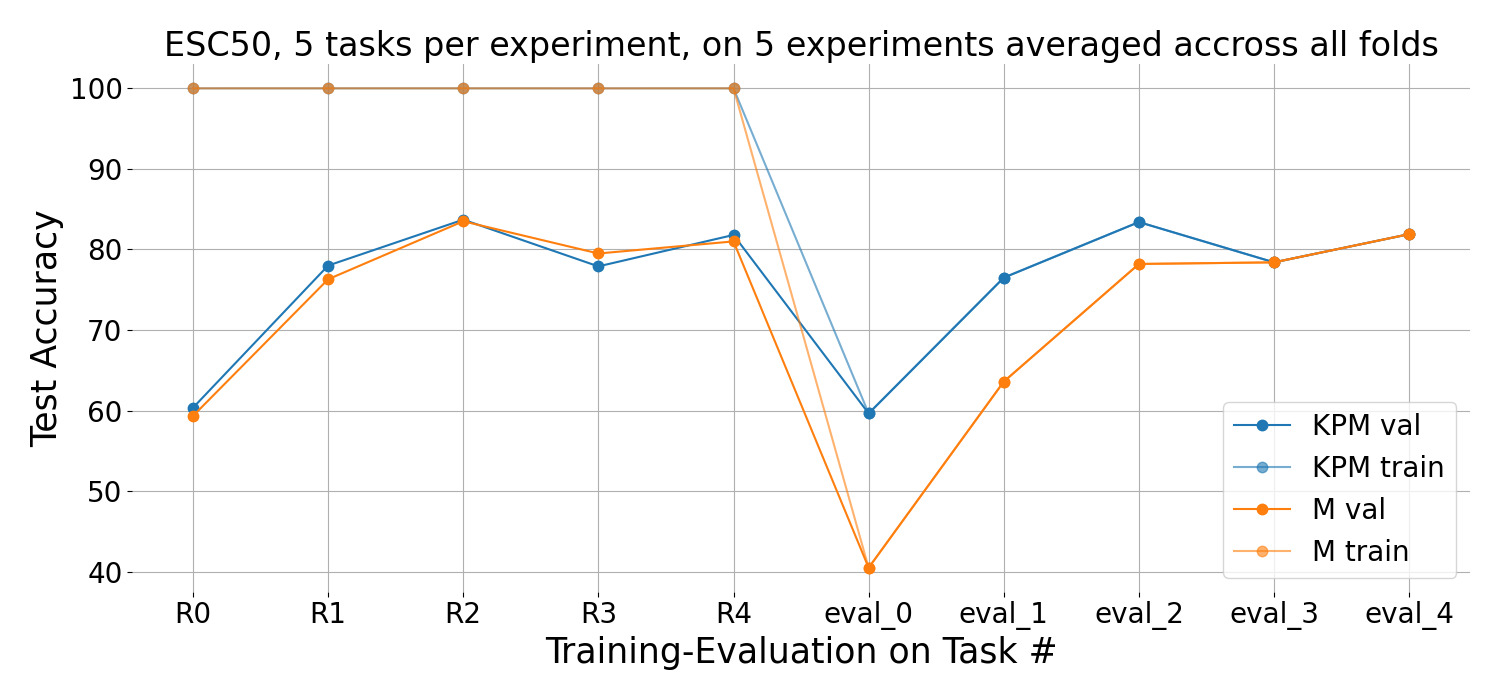 ESC50, 5 tasks per experiment, on 5 experiments averaged accross all folds
Test Accuracy
100
90
80
70
60
50
40
KPM val
KPM train
M val
M train
R0 R1 R2 R3 R4 eval_0 eval_1 eval_2 eval_3 eval_4
Training-Evaluation on Task #